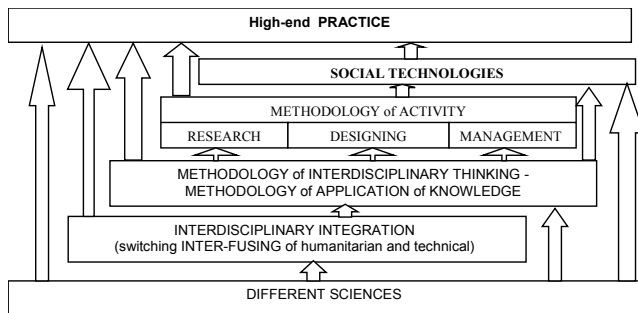 High-end PRACTICE
SOCIAL TECHNOLOGIES
METHODOLOGY of ACTIVITY
RESEARCH DESIGNING MANAGEMENT
METHODOLOGY of INTERDISCIPLINARY THINKING -
METHODOLOGY of APPLICATION of KNOWLEDGE
INTERDISCIPLINARY INTEGRATION
(switching INTER-FUSING of humanitarian and technical)
DIFFERENT SCIENCES